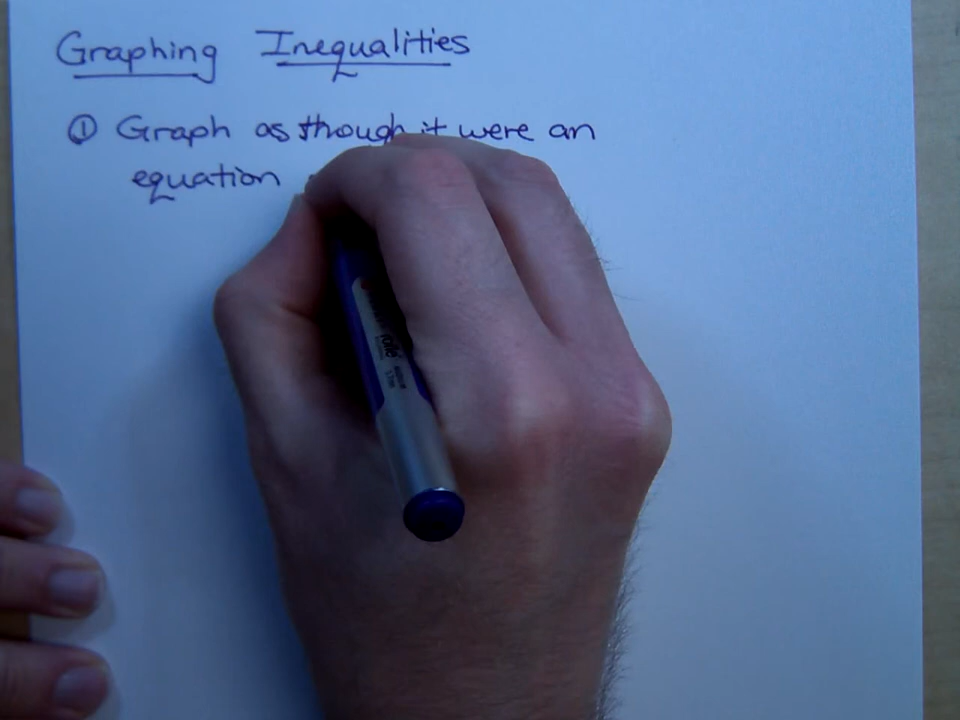 Graphing Inequalities
① Graph as though it were an
equation